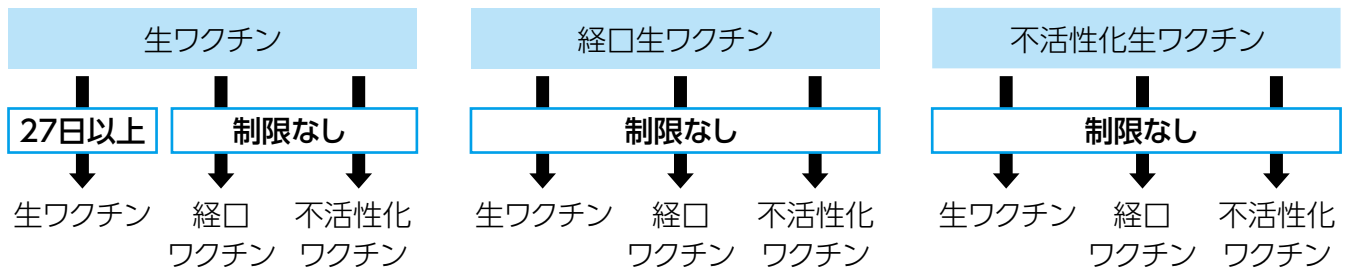 生ワクチン
27日以上
制限なし
生ワクチン
経口
ワクチン
不活性化
ワクチン
経口生ワクチン
制限なし
生ワクチン
経口
ワクチン
不活性化
ワクチン
不活性化生ワクチン
制限なし
生ワクチン
経口
ワクチン
不活性化
ワクチン